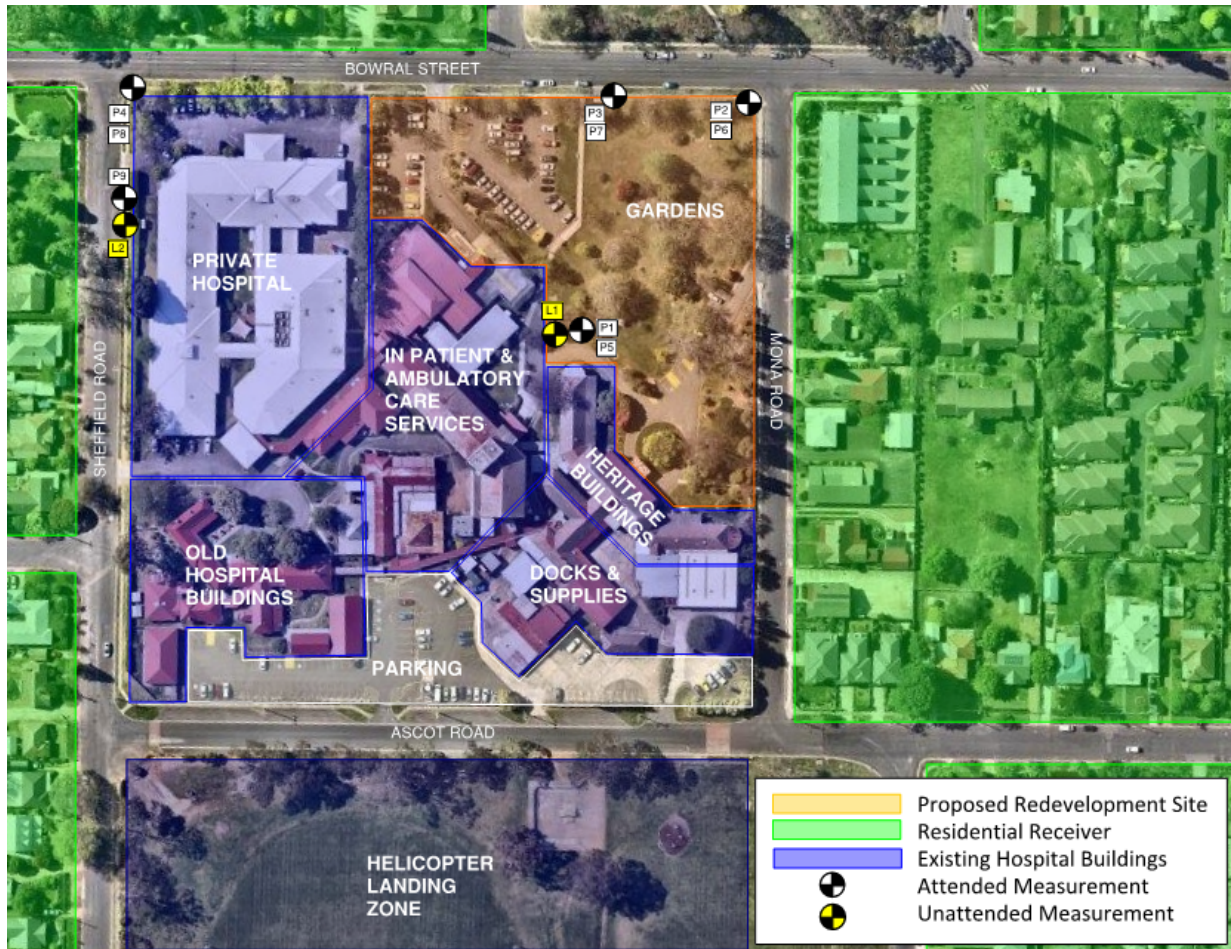 BOWRAL STREET
P4
P8
P9
L2
P3
P7
P2
P6
GARDENS
PRIVATE
HOSPITAL
L1
P1
P5
IN PATIENT &
AMBULATORY
CARE
SERVICES
SHEFFIELD ROAD
MONA ROAD
HERITAGE
BUILDINGS
OLD
HOSPITAL
BUILDINGS
DOCKS &
SUPPLIES
PARKING
ASCOT ROAD
HELICOPTER
LANDING
ZONE
Proposed Redevelopment Site
Residential Receiver
Existing Hospital Buildings
Attended Measurement
Unattended Measurement